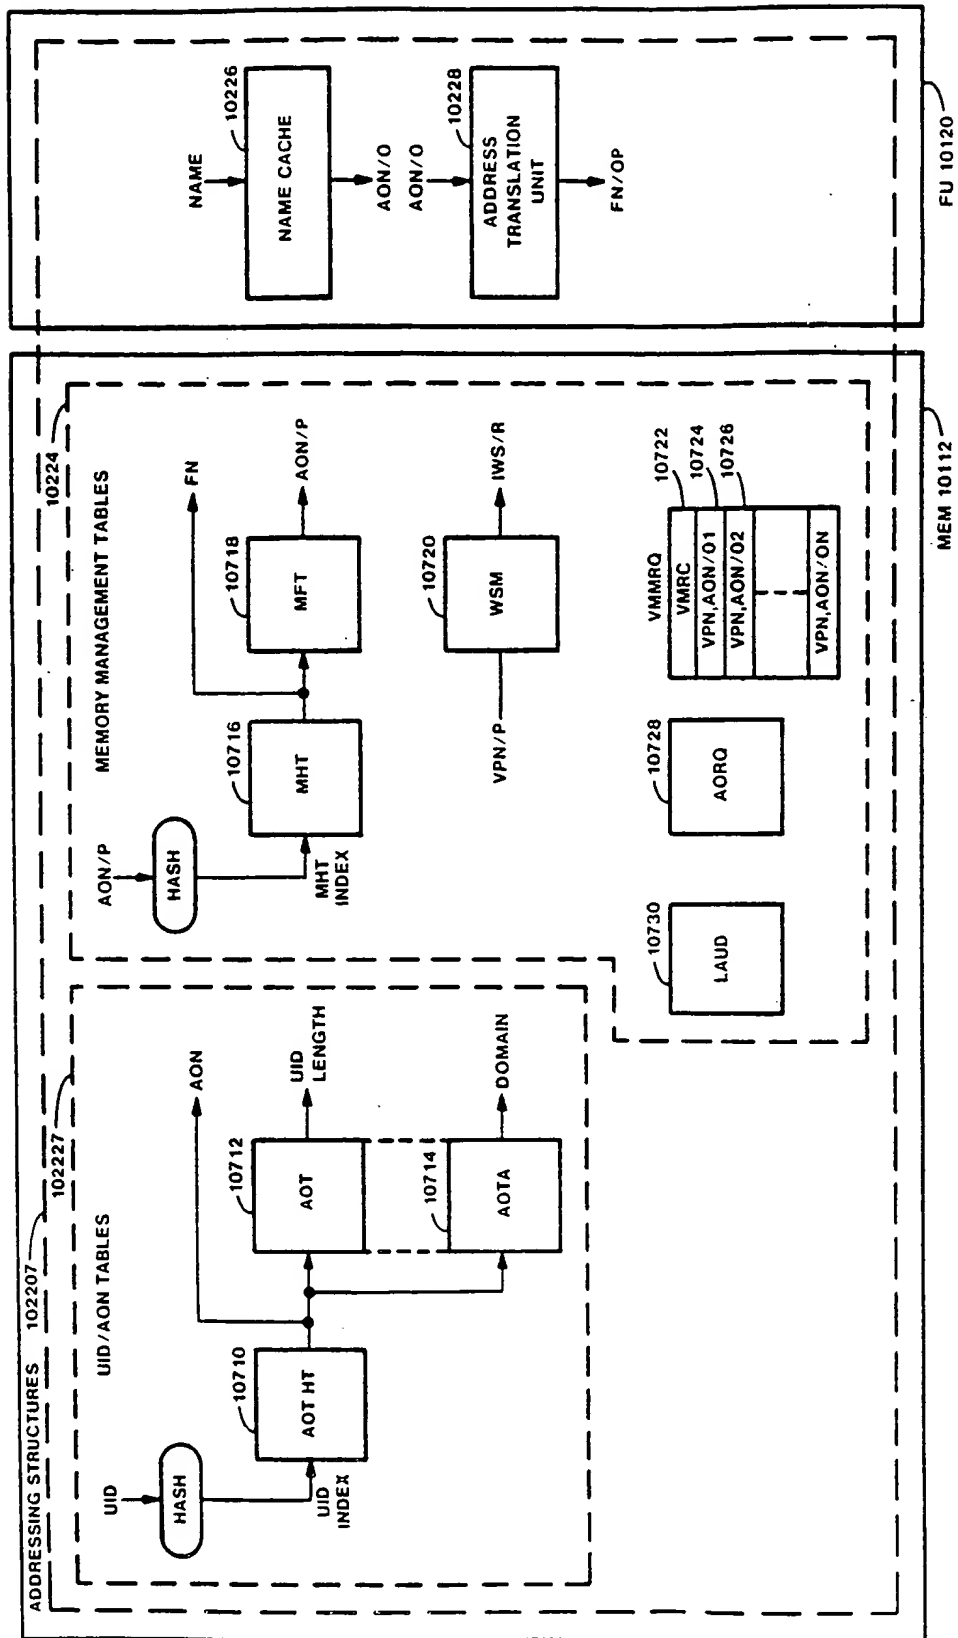 ADDRESSING STRUCTURES 102207
102227
UID/AON TABLES
UID
HASH
UID
INDEX
10710
AOT HT
AON
10712
AOT
UID
LENGTH
10714
AOTA
DOMAIN
10224
MEMORY MANAGEMENT TABLES
AON/P
HASH
MHT
INDEX
10716
MHT
FN
10718
MFT
AON/P
VPN/P
10720
WSM
IWS/R
10730
LAUD
10728
AORQ
VMMRQ
VMRC
10722
VPN,AON/O1
10724
VPN,AON/O2
10726
VPN,AON/ON
MEM 10112
NAME
10226
NAME CACHE
AON/O
AON/O
10228
ADDRESS
TRANSLATION
UNIT
FN/OP
FU 10120